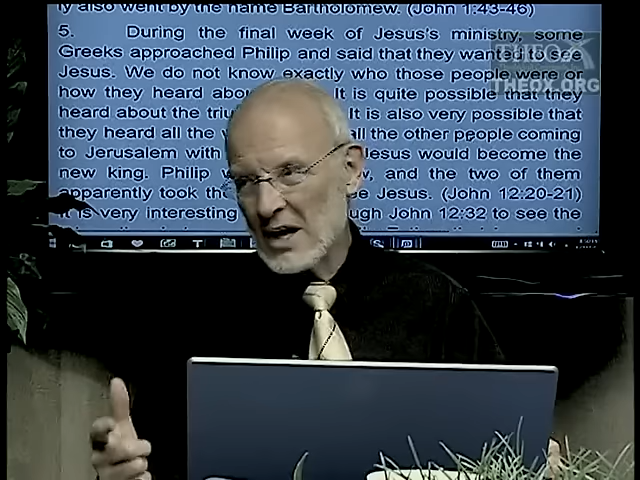 ly also went by the name Bartholomew. (John 1:43-46)
5. During the final week of Jesus's ministry, some
Greeks approached Philip and said that they wanted to see
Jesus. We do not know exactly who those people were or
how they heard It is quite possible that they
heard about the It is also very possible that
they heard all the all the other people coming
to Jerusalem with Jesus would become the
new king. Philip and the two of them
apparently took Jesus. (John 12:20-21)
It is very interesting John 12:32 to see the
THEOX
THEOX.ORG